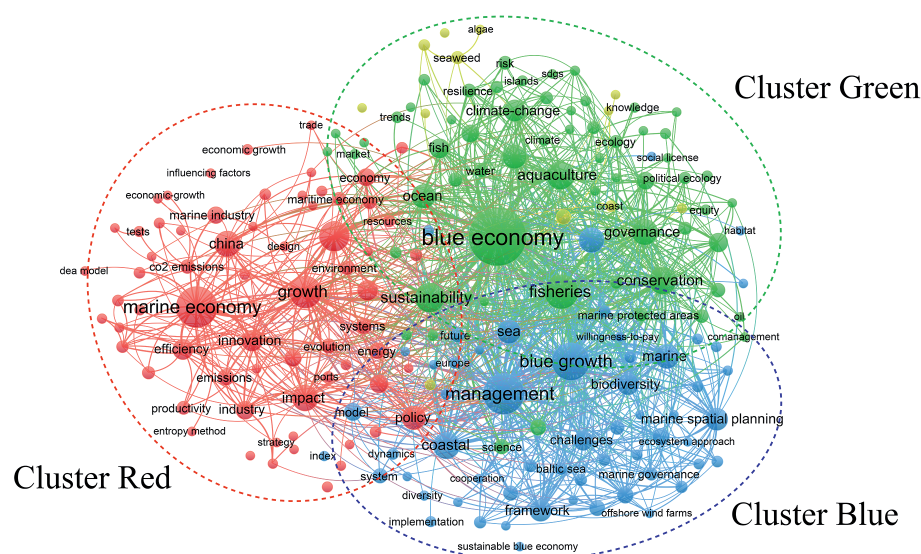 algae
seaweed
risk
sdgs
islands
resilience
Cluster Green
climate-change
knowledge
trends
trade
climate
ecology
economic growth
market
fish
social license
water
influencing factors
economy
aquaculture
political ecology
economic-growth
ocean
maritime economy
coast
equity
marine industry
resources
tests
governance
habitat
china
design
blue economy
co2 emissions
environment
dea model
conservation
growth
sustainability
fisheries
marine economy
marine protected areas
oil
systems
sea
future
willingness-to-pay
comanagement
innovation
evolution
efficiency
energy
europe
blue growth
marine
emissions
ports
biodiversity
management
impact
productivity
industry
model
policy
marine spatial planning
entropy method
strategy
coastal
science
challenges
ecosystem approach
index
dynamics
Cluster Red
system
cooperation
baltic sea
marine governance
diversity
framework
offshore wind farms
Cluster Blue
implementation
sustainable blue economy